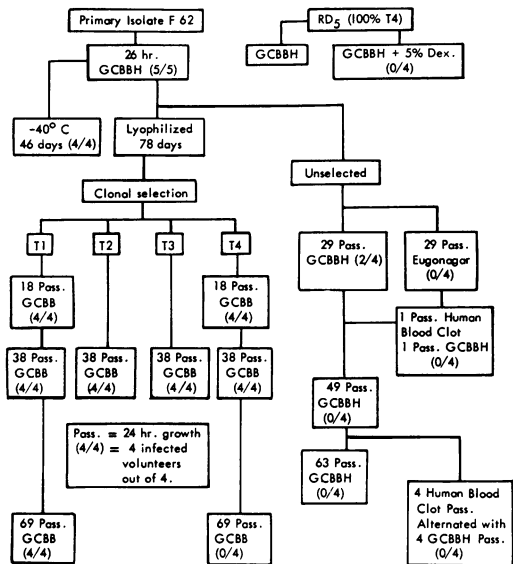 Primary Isolate F 62
RD5 (100% T4)
26 hr.
GCBBH (5/5)
GCBBH
GCBBH + 5% Dex.
(0/4)
-40° C
46 days (4/4)
Lyophilized
78 days
Clonal selection
Unselected
T1
T2
T3
T4
29 Pass.
GCBBH (2/4)
29 Pass.
Eugonagar
(0/4)
18 Pass.
GCBB
(4/4)
18 Pass.
GCBB
(4/4)
1 Pass. Human
Blood Clot
1 Pass. GCBBH
(0/4)
38 Pass.
GCBB
(4/4)
38 Pass.
GCBB
(4/4)
38 Pass.
GCBB
(4/4)
38 Pass.
GCBB
(4/4)
49 Pass.
GCBBH
(0/4)
Pass. = 24 hr. growth
(4/4) = 4 infected
volunteers
out of 4.
63 Pass.
GCBBH
(0/4)
4 Human Blood
Clot Pass.
Alternated with
4 GCBBH Pass.
(0/4)
69 Pass.
GCBB
(4/4)
69 Pass.
GCBB
(0/4)